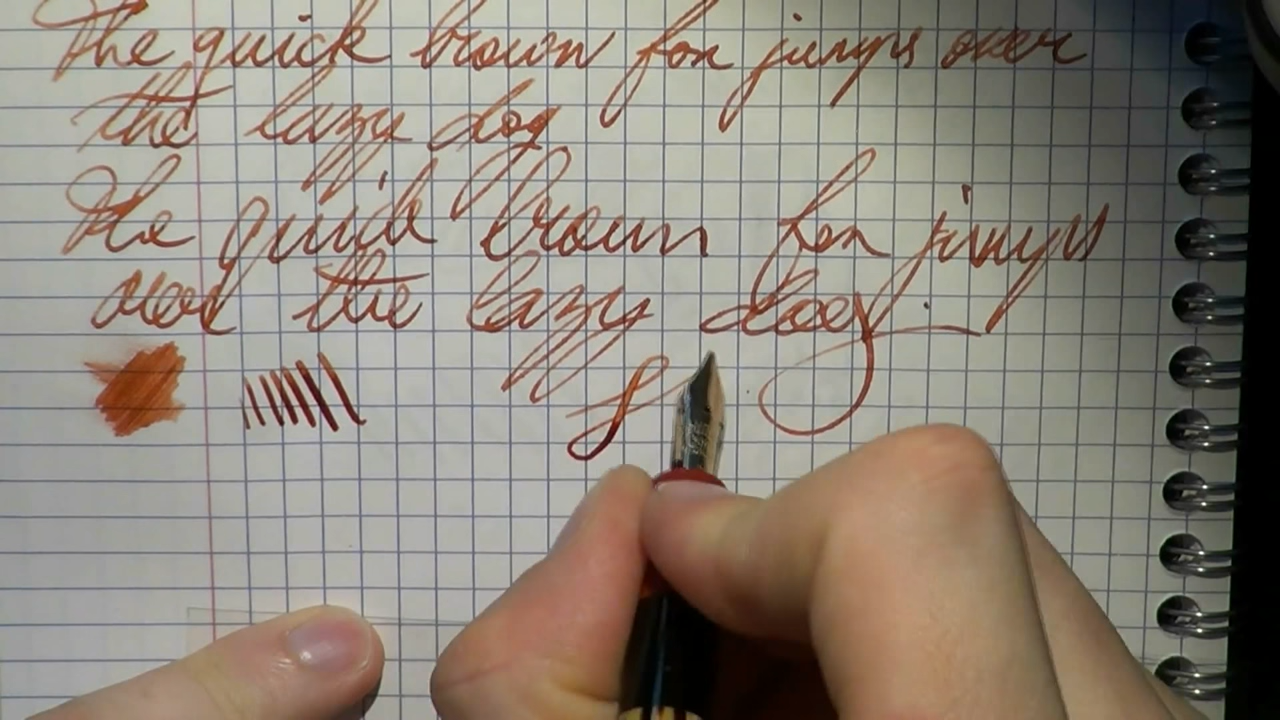 The quick brown fox jumps over
the lazy dog
The quick brown fox jumps
over the lazy dog